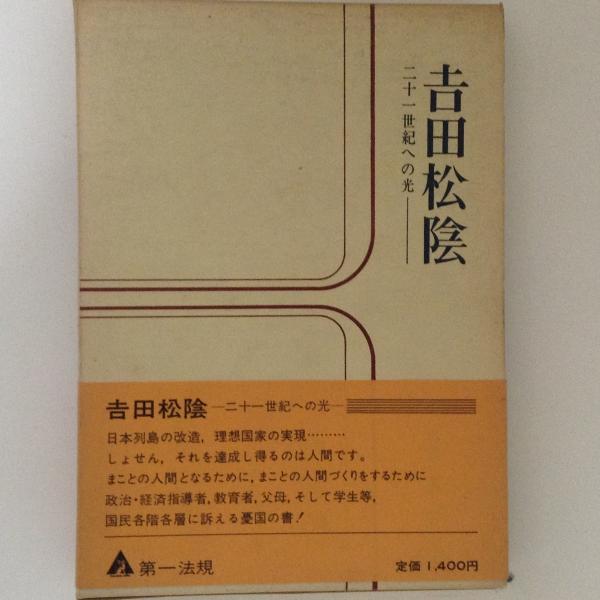 𠮷田松陰
二十一世紀への光──
𠮷田松陰 ─二十一世紀への光─
日本列島の改造，理想国家の実現………
しょせん，それを達成し得るのは人間です。
まことの人間となるために，まことの人間づくりをするために
政治・経済指導者，教育者，父母，そして学生等，
国民各階各層に訴える憂国の書！
第一法規 定価 1,400円